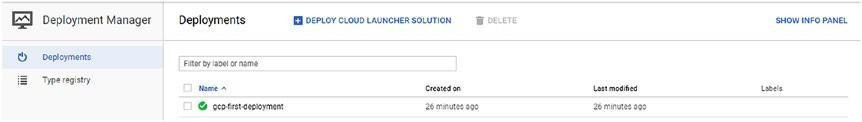 Deployment Manager
Deployments
DEPLOY CLOUD LAUNCHER SOLUTION
DELETE
SHOW INFO PANEL
Deployments
Type registry
Filter by label or name
Name Created on Last modified Labels
gcp-first-deployment 26 minutes ago 26 minutes ago